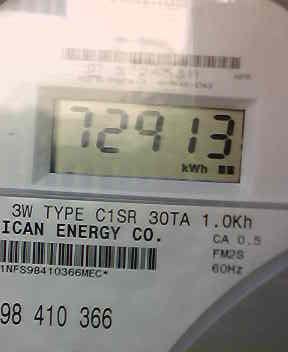 72913
kWh
3W TYPE C1SR 30TA 1.0Kh
ICAN ENERGY CO.
CA 0.5
FM2S
60Hz
1NFS98410366MEC*
98 410 366